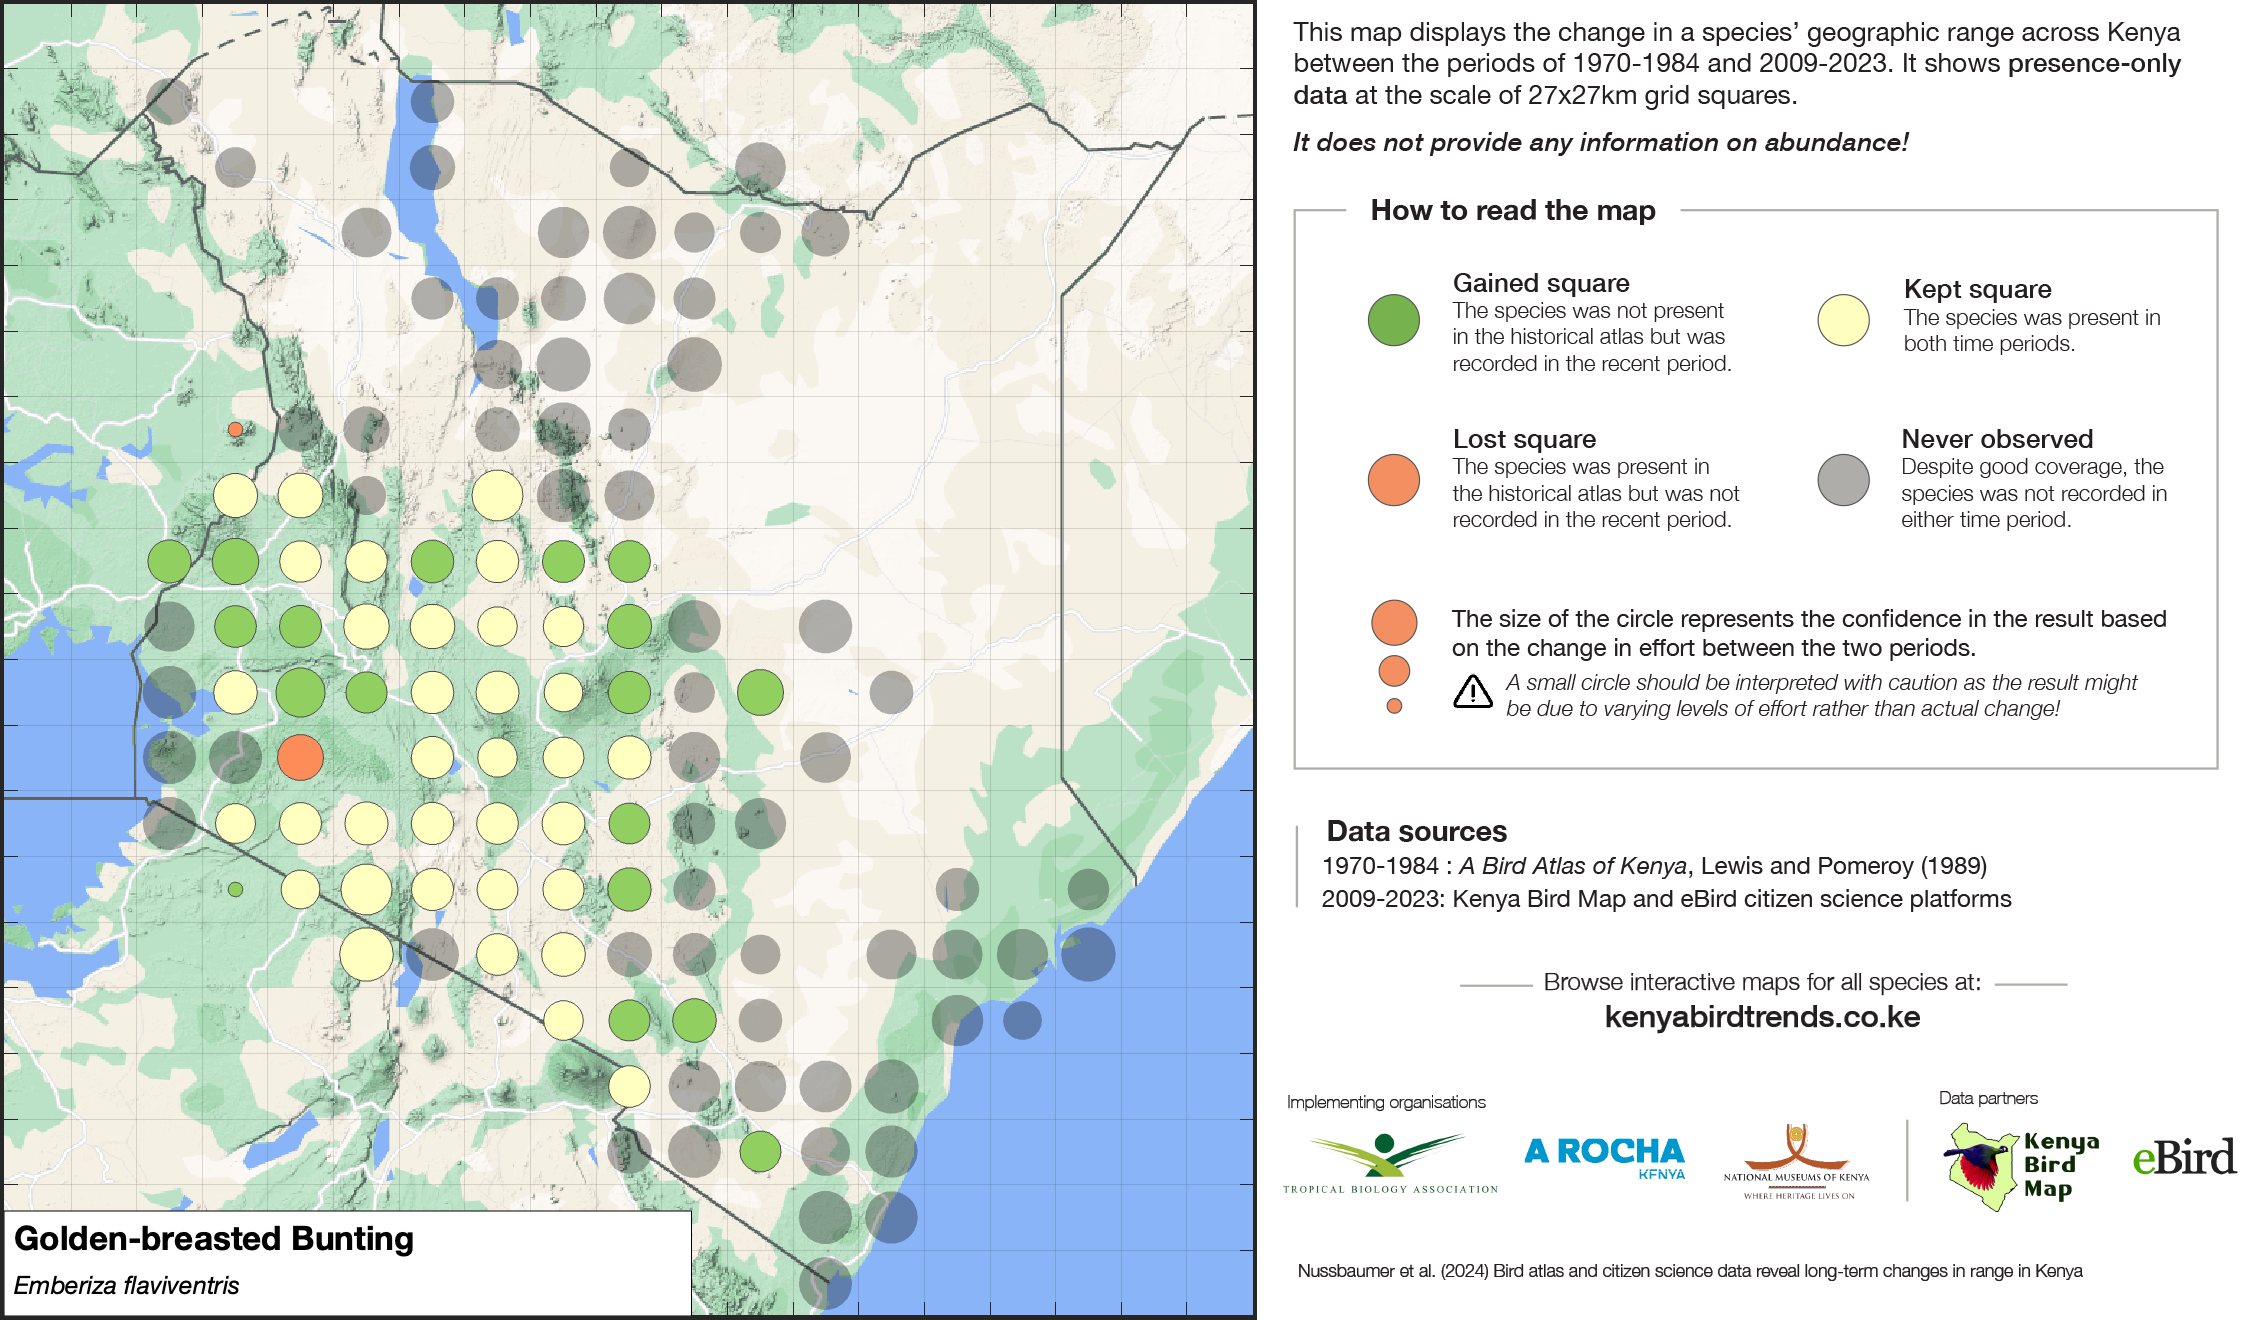 This map displays the change in a species’ geographic range across Kenya
between the periods of 1970-1984 and 2009-2023. It shows presence-only
data at the scale of 27x27km grid squares.
It does not provide any information on abundance!
How to read the map
Gained square
The species was not present
in the historical atlas but was
recorded in the recent period.
Kept square
The species was present in
both time periods.
Lost square
The species was present in
the historical atlas but was not
recorded in the recent period.
Never observed
Despite good coverage, the
species was not recorded in
either time period.
The size of the circle represents the confidence in the result based
on the change in effort between the two periods.
A small circle should be interpreted with caution as the result might
be due to varying levels of effort rather than actual change!
Data sources
1970-1984 : A Bird Atlas of Kenya, Lewis and Pomeroy (1989)
2009-2023: Kenya Bird Map and eBird citizen science platforms
Browse interactive maps for all species at:
kenyabirdtrends.co.ke
Implementing organisations
Data partners
TROPICAL BIOLOGY ASSOCIATION
A ROCHA
KENYA
NATIONAL MUSEUMS OF KENYA
WHERE HERITAGE LIVES ON
Kenya
Bird
Map
eBird
Golden-breasted Bunting
Emberiza flaviventris
Nussbaumer et al. (2024) Bird atlas and citizen science data reveal long-term changes in range in Kenya